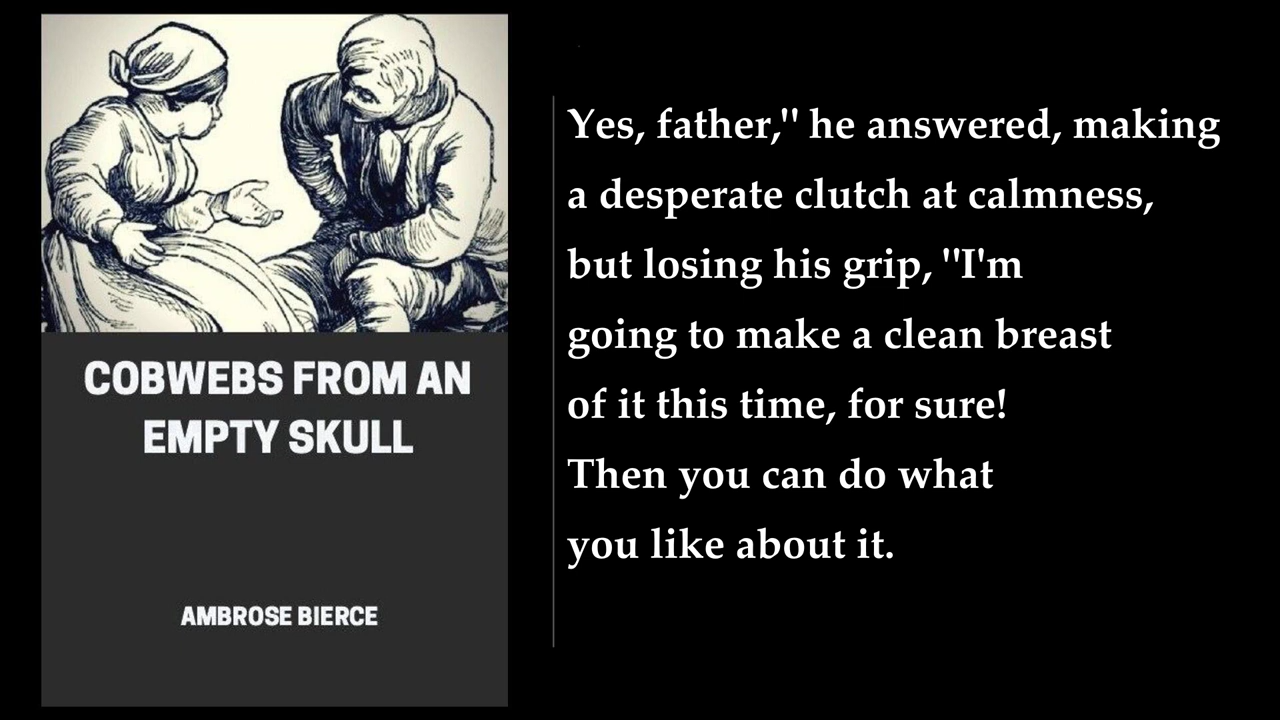 COBWEBS FROM AN
EMPTY SKULL
AMBROSE BIERCE
Yes, father," he answered, making
a desperate clutch at calmness,
but losing his grip, "I'm
going to make a clean breast
of it this time, for sure!
Then you can do what
you like about it.